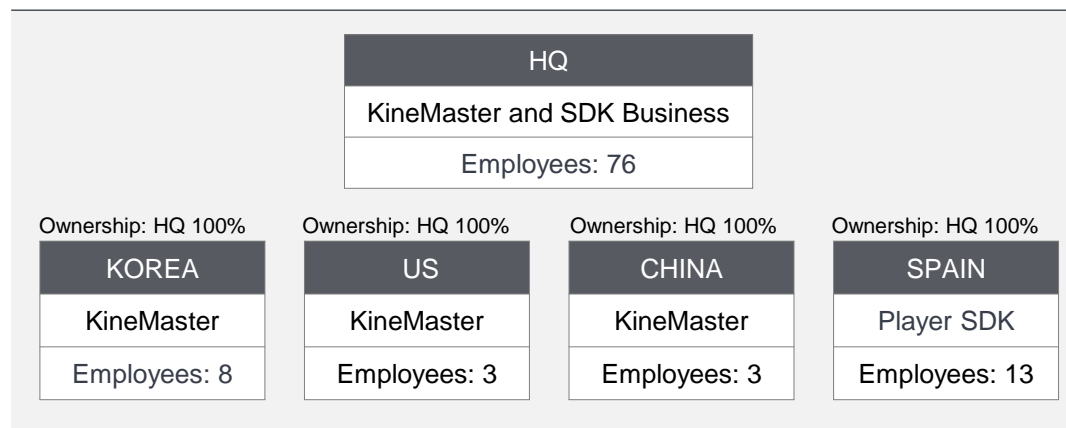 HQ
KineMaster and SDK Business
Employees: 76
Ownership: HQ 100%
KOREA
KineMaster
Employees: 8
Ownership: HQ 100%
US
KineMaster
Employees: 3
Ownership: HQ 100%
CHINA
KineMaster
Employees: 3
Ownership: HQ 100%
SPAIN
Player SDK
Employees: 13